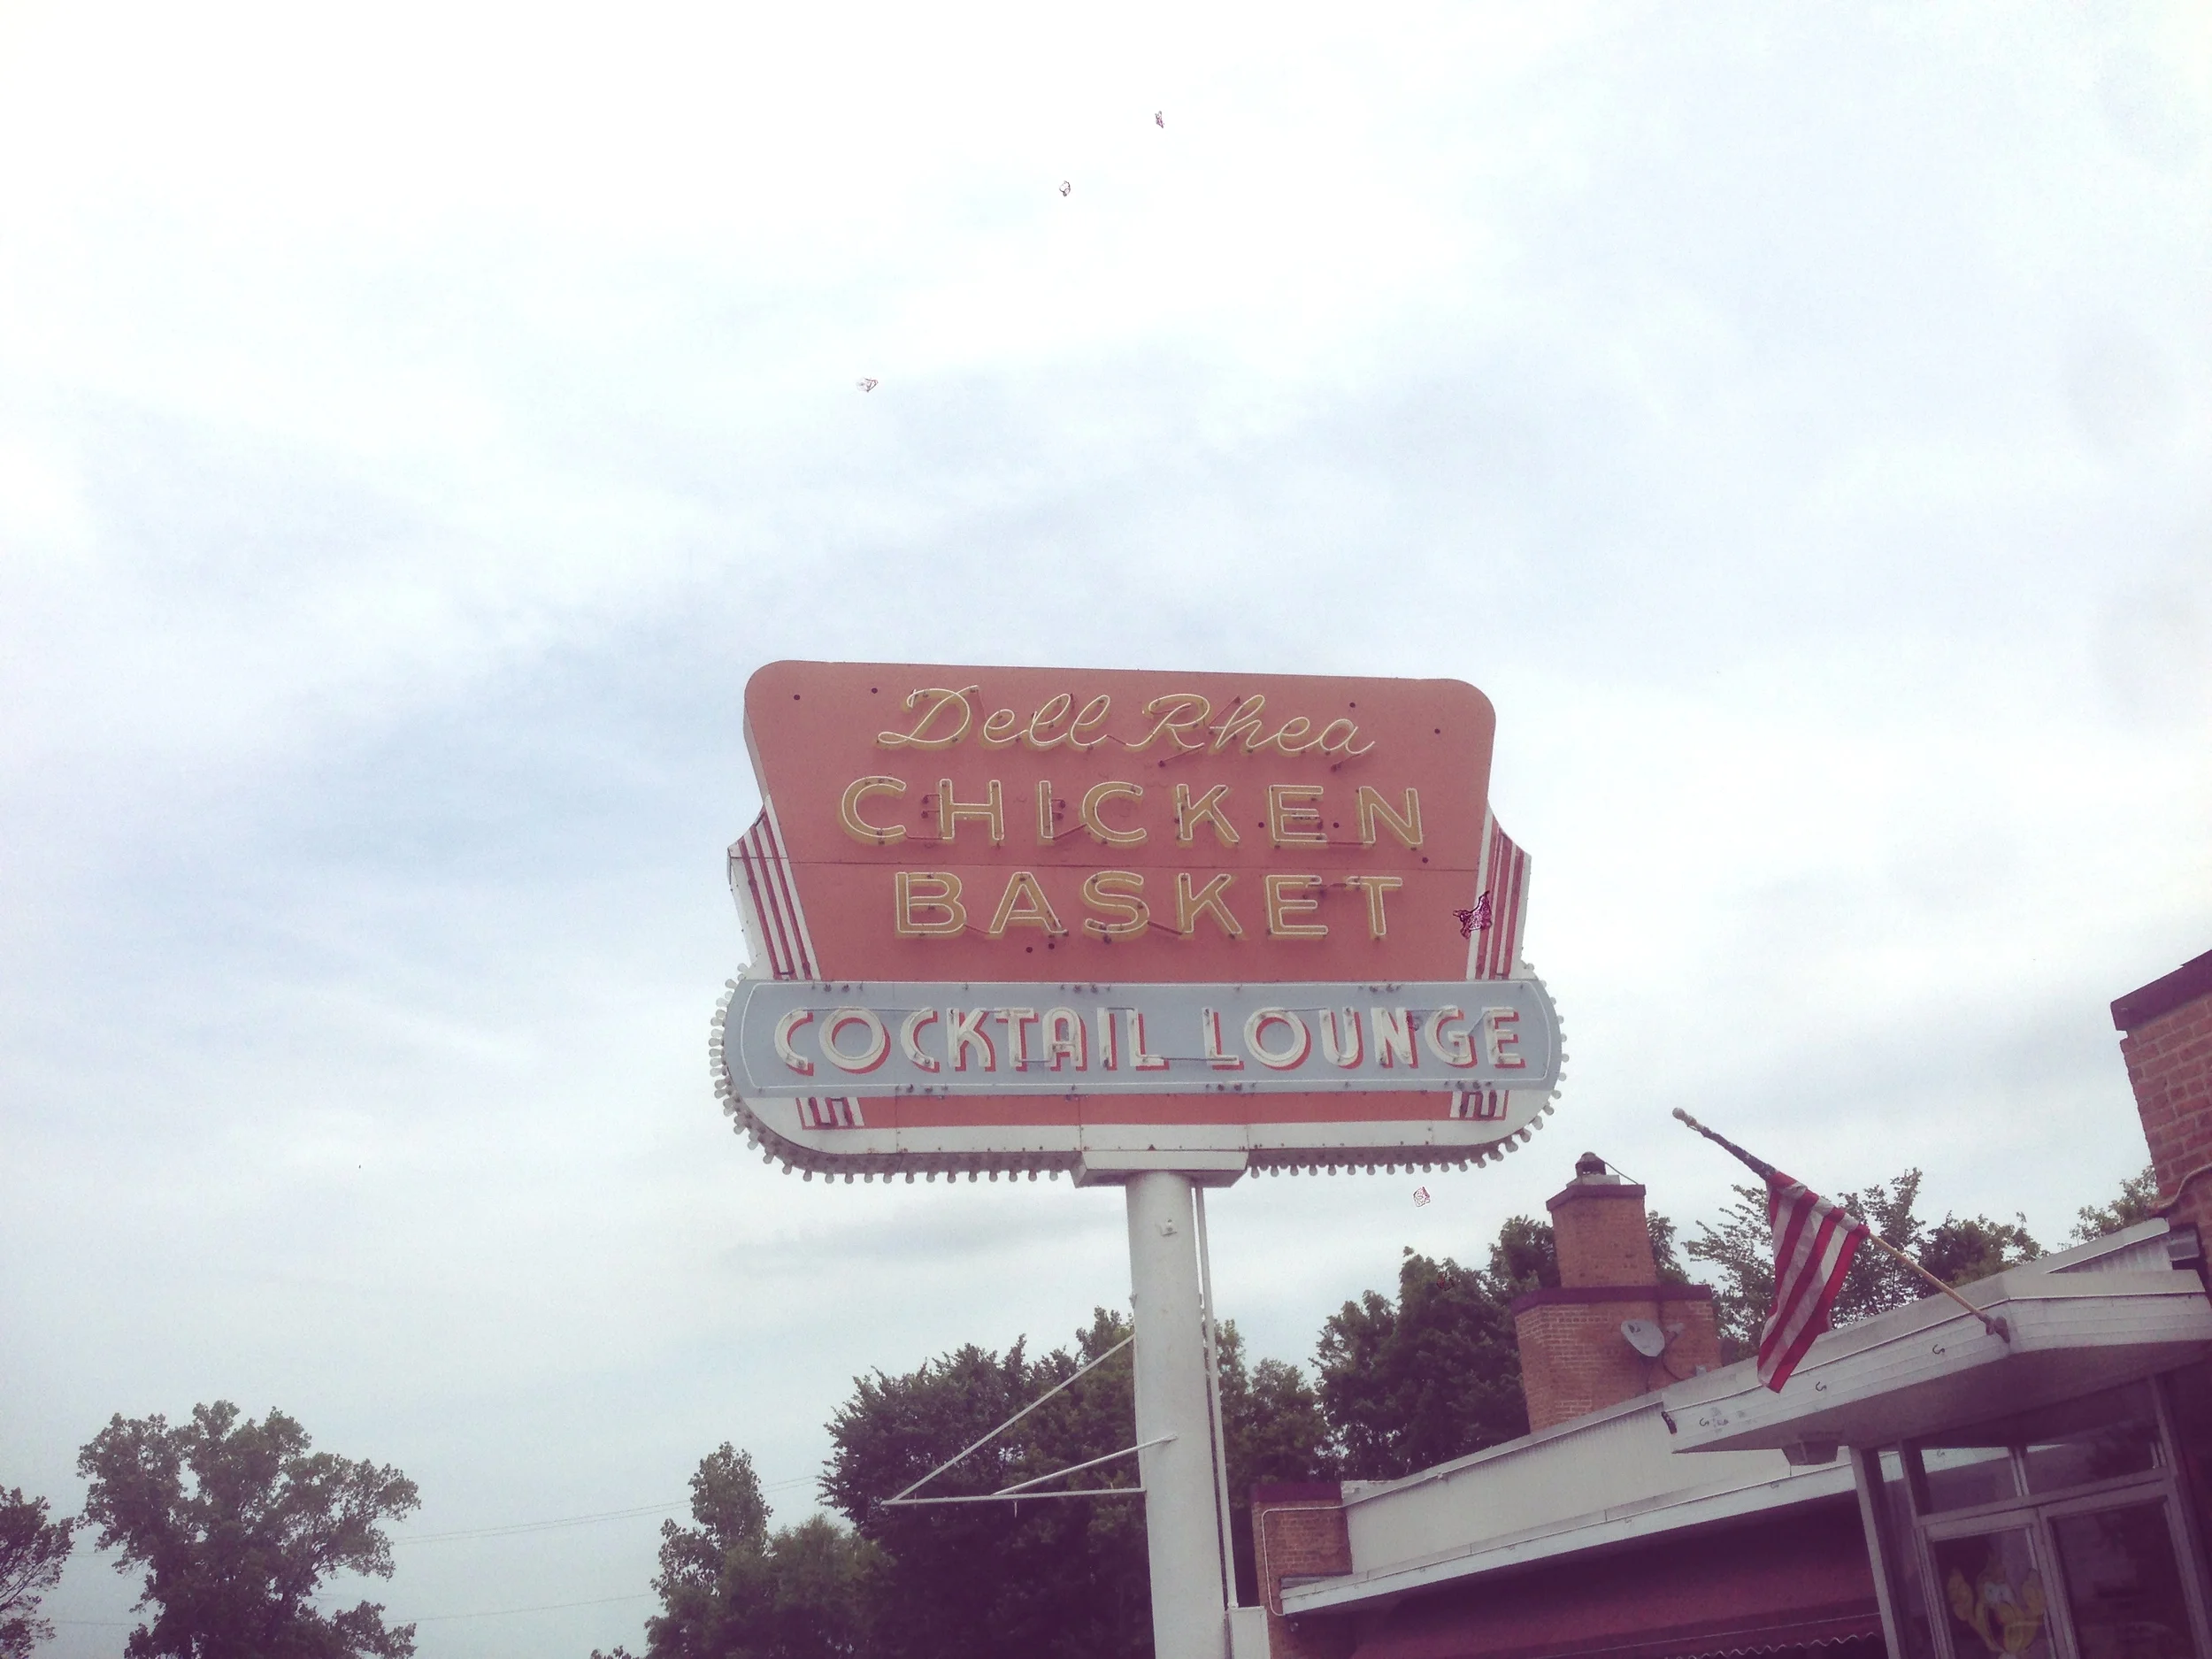 Dell Rhea
CHICKEN
BASKET
COCKTAIL LOUNGE